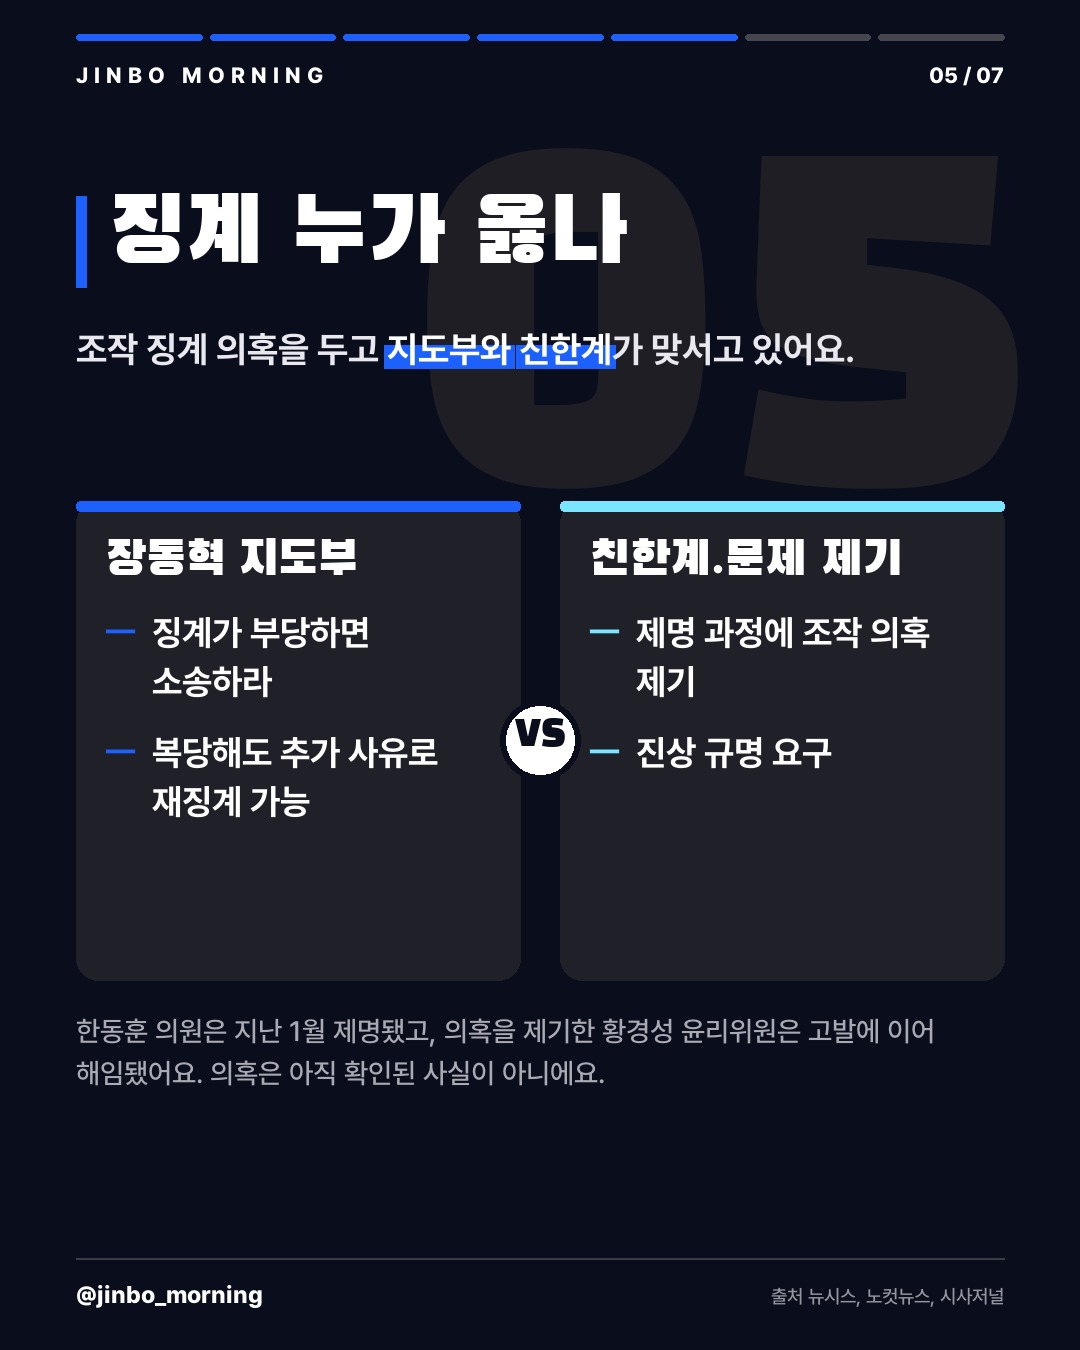 JINBO MORNING
05 / 07
05
징계 누가 옳나
조작 징계 의혹을 두고 지도부와 친한계가 맞서고 있어요.
장동혁 지도부
징계가 부당하면
소송하라
복당해도 추가 사유로
재징계 가능
VS
친한계.문제 제기
제명 과정에 조작 의혹
제기
진상 규명 요구
한동훈 의원은 지난 1월 제명됐고, 의혹을 제기한 황경성 윤리위원은 고발에 이어
해임됐어요. 의혹은 아직 확인된 사실이 아니에요.
@jinbo_morning
출처 뉴시스, 노컷뉴스, 시사저널